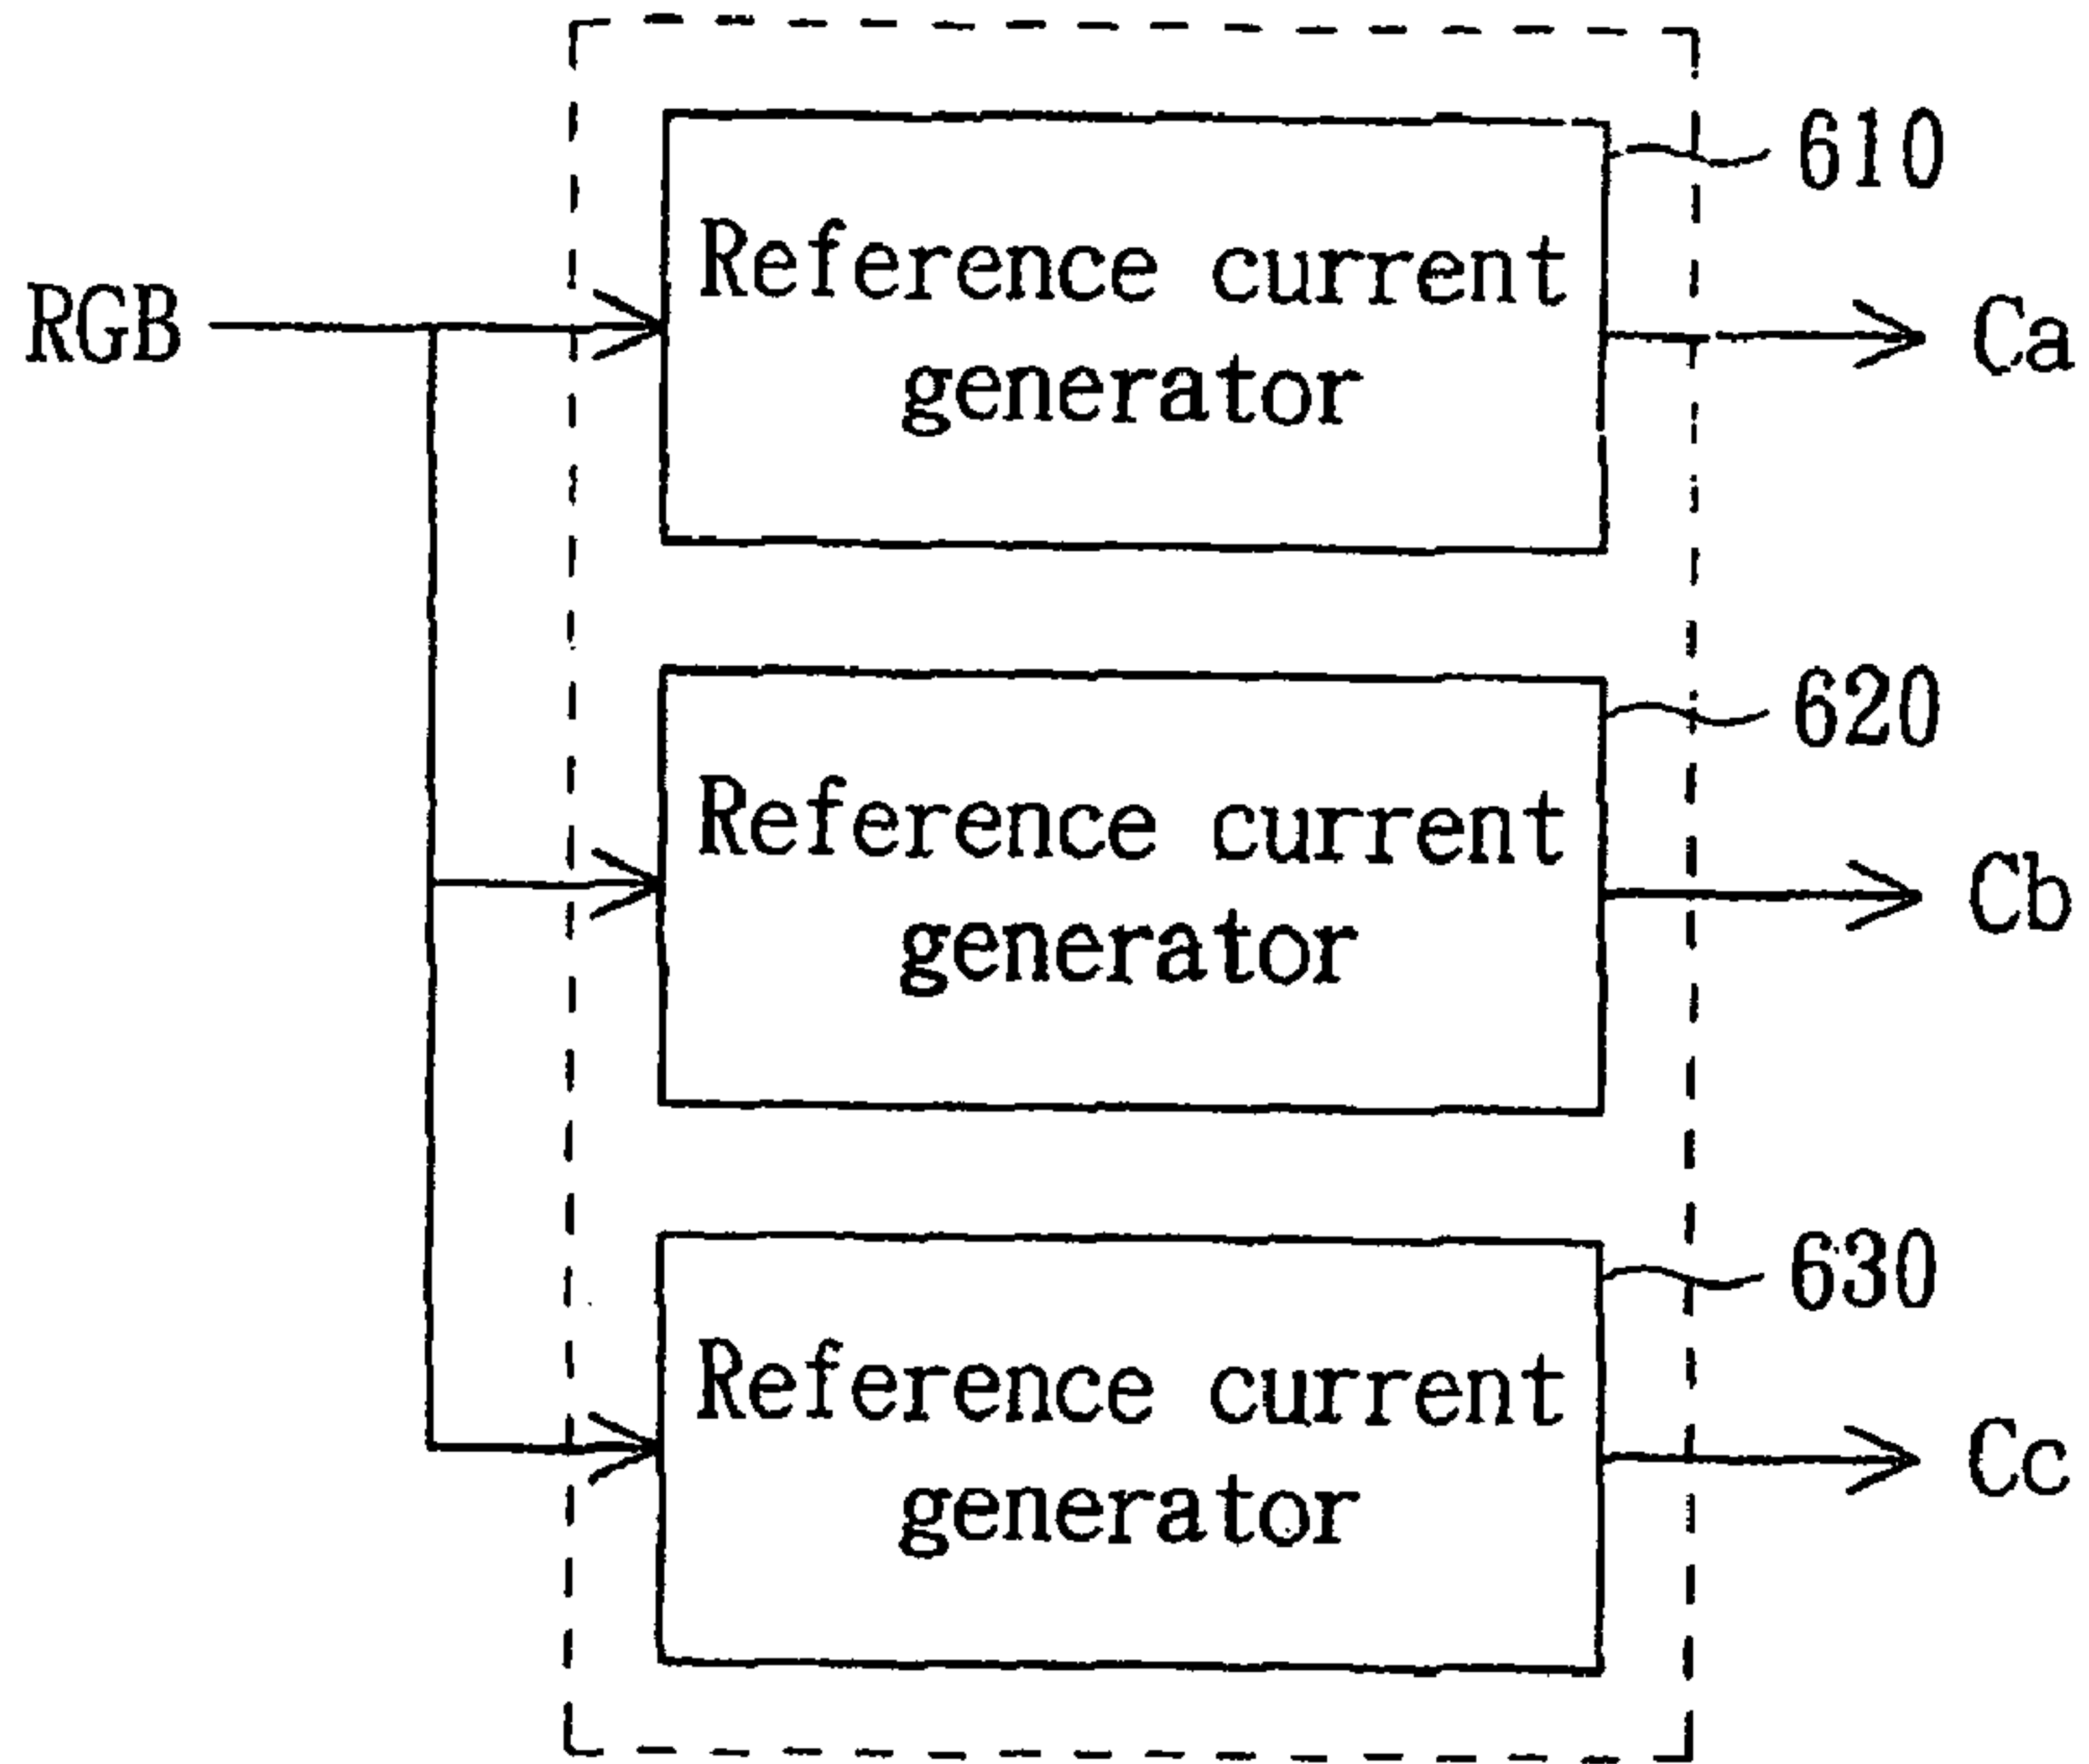 610
Reference current
generator
RGB
Ca
620
Reference current
generator
Cb
630
Reference current
generator
Cc